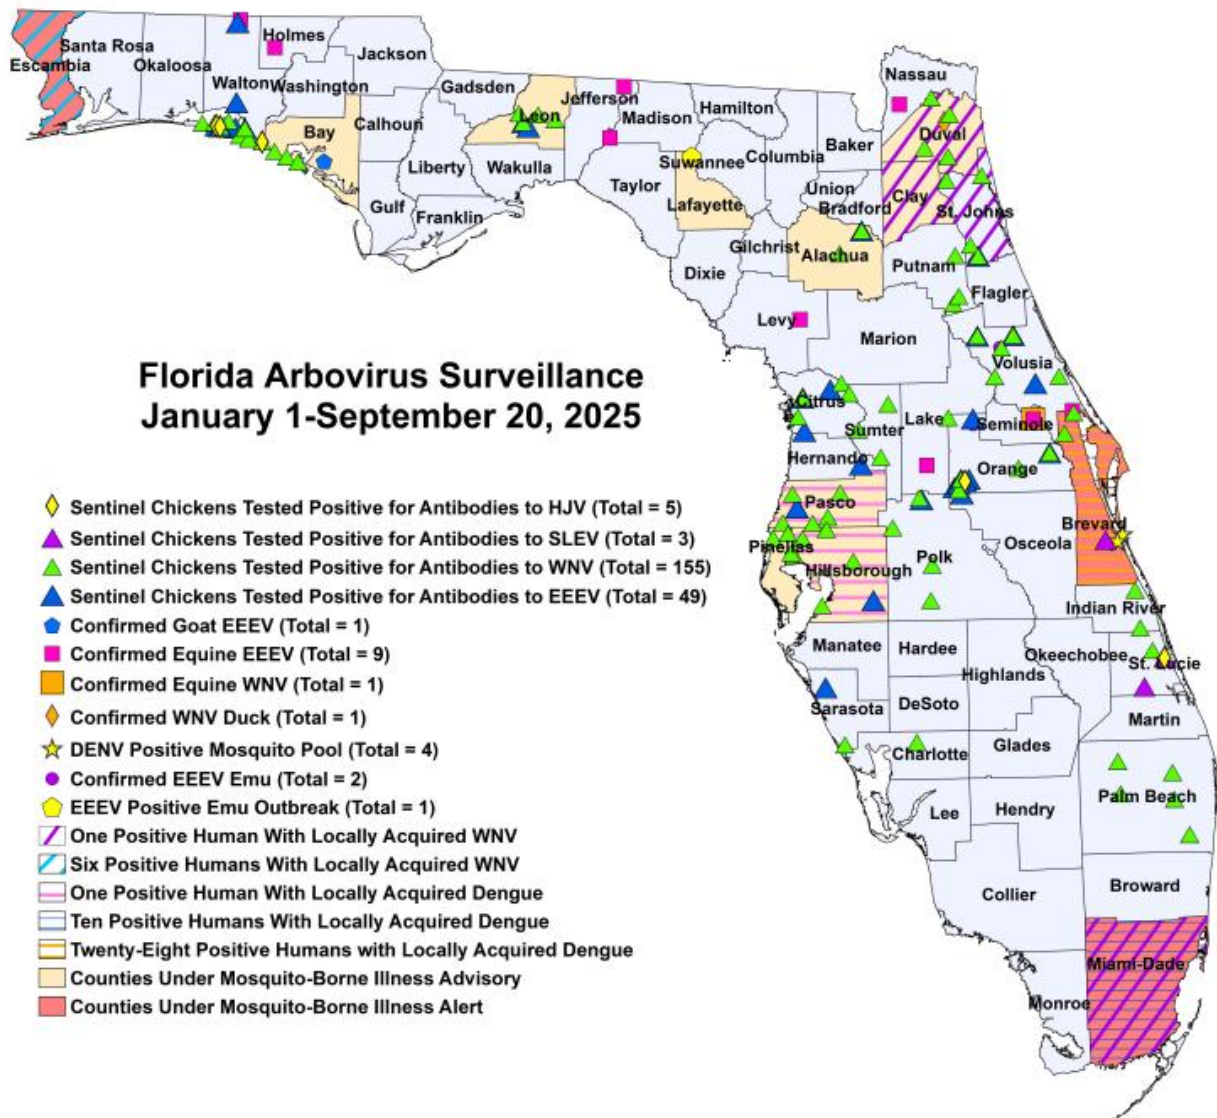 Holmes
Jackson
Santa Rosa
Escambia
Okaloosa
Walton
Washington
Gadsden
Leon
Jefferson
Madison
Hamilton
Nassau
Bay
Calhoun
Liberty
Wakulla
Gulf
Franklin
Taylor
Suwannee
Columbia
Baker
Duval
Lafayette
Union
Bradford
Clay
St. Johns
Gilchrist
Alachua
Putnam
Dixie
Flagler
Levy
Marion
Volusia
Florida Arbovirus Surveillance
January 1-September 20, 2025
Citrus
Sumter
Lake
Seminole
Hernando
Orange
Pasco
Brevard
Osceola
Pinellas
Hillsborough
Polk
Indian River
Manatee
Hardee
Okeechobee
St. Lucie
Highlands
Sarasota
DeSoto
Martin
Charlotte
Glades
Palm Beach
Lee
Hendry
Collier
Broward
Miami-Dade
Monroe
Sentinel Chickens Tested Positive for Antibodies to HJV (Total = 5)
Sentinel Chickens Tested Positive for Antibodies to SLEV (Total = 3)
Sentinel Chickens Tested Positive for Antibodies to WNV (Total = 155)
Sentinel Chickens Tested Positive for Antibodies to EEEV (Total = 49)
Confirmed Goat EEEV (Total = 1)
Confirmed Equine EEEV (Total = 9)
Confirmed Equine WNV (Total = 1)
Confirmed WNV Duck (Total = 1)
DENV Positive Mosquito Pool (Total = 4)
Confirmed EEEV Emu (Total = 2)
EEEV Positive Emu Outbreak (Total = 1)
One Positive Human With Locally Acquired WNV
Six Positive Humans With Locally Acquired WNV
One Positive Human With Locally Acquired Dengue
Ten Positive Humans With Locally Acquired Dengue
Twenty-Eight Positive Humans with Locally Acquired Dengue
Counties Under Mosquito-Borne Illness Advisory
Counties Under Mosquito-Borne Illness Alert